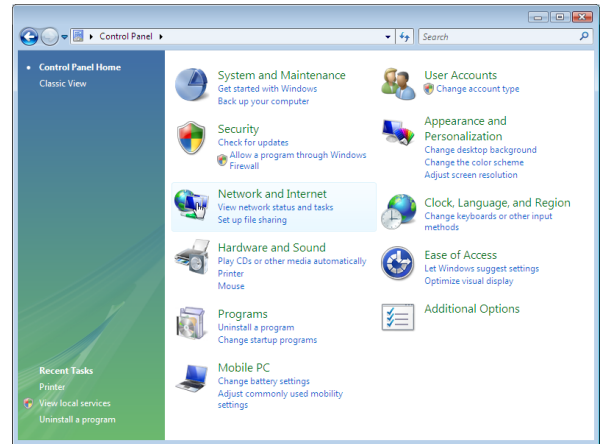 Control Panel
Search
Control Panel Home
Classic View
System and Maintenance
Get started with Windows
Back up your computer
Security
Check for updates
Allow a program through Windows
Firewall
Network and Internet
View network status and tasks
Set up file sharing
Hardware and Sound
Play CDs or other media automatically
Printer
Mouse
Programs
Uninstall a program
Change startup programs
Mobile PC
Change battery settings
Adjust commonly used mobility
settings
User Accounts
Change account type
Appearance and
Personalization
Change desktop background
Change the color scheme
Adjust screen resolution
Clock, Language, and Region
Change keyboards or other input
methods
Ease of Access
Let Windows suggest settings
Optimize visual display
Additional Options
Recent Tasks
Printer
View local services
Uninstall a program